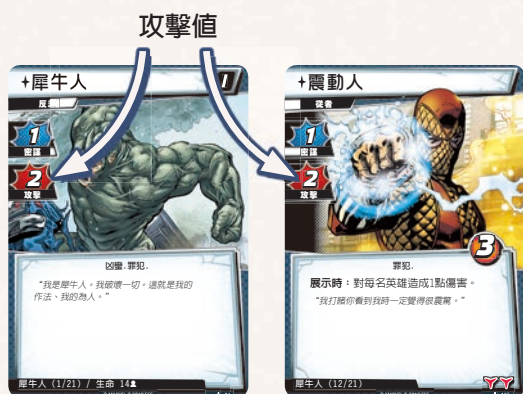 攻擊值
犀牛人
I
反
1
密謀
2
攻擊
凶蠻.罪犯.
“我是犀牛人。我破壞一切。這就是我的
作法、我的為人。”
犀牛人 (1/21) / 生命 14
震動人
從者
1
密謀
2
攻擊
3
罪犯.
展示時：對每名英雄造成1點傷害。
“我打賭你看到我時一定覺得很震驚。”
犀牛人 (12/21)